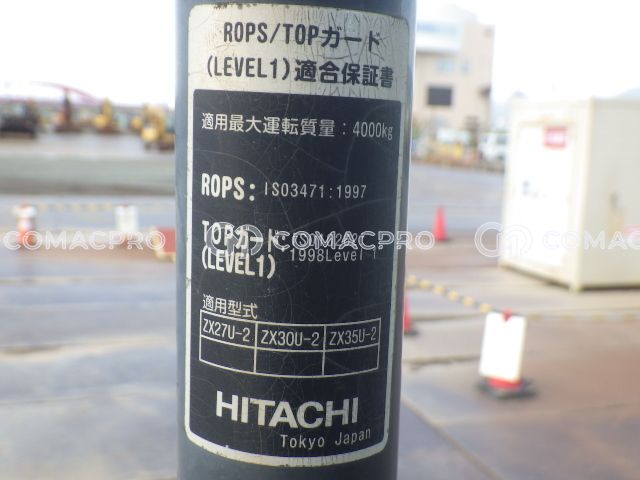 ROPS/TOPガード
(LEVEL1)適合保証書
適用最大運転質量:4000kg
ROPS: ISO3471:1997
TOPガード:
(LEVEL1) 1998Level 1
適用型式
ZX27U-2 ZX30U-2 ZX35U-2
HITACHI
Tokyo Japan
COMACPRO COMACPRO COMACPRO